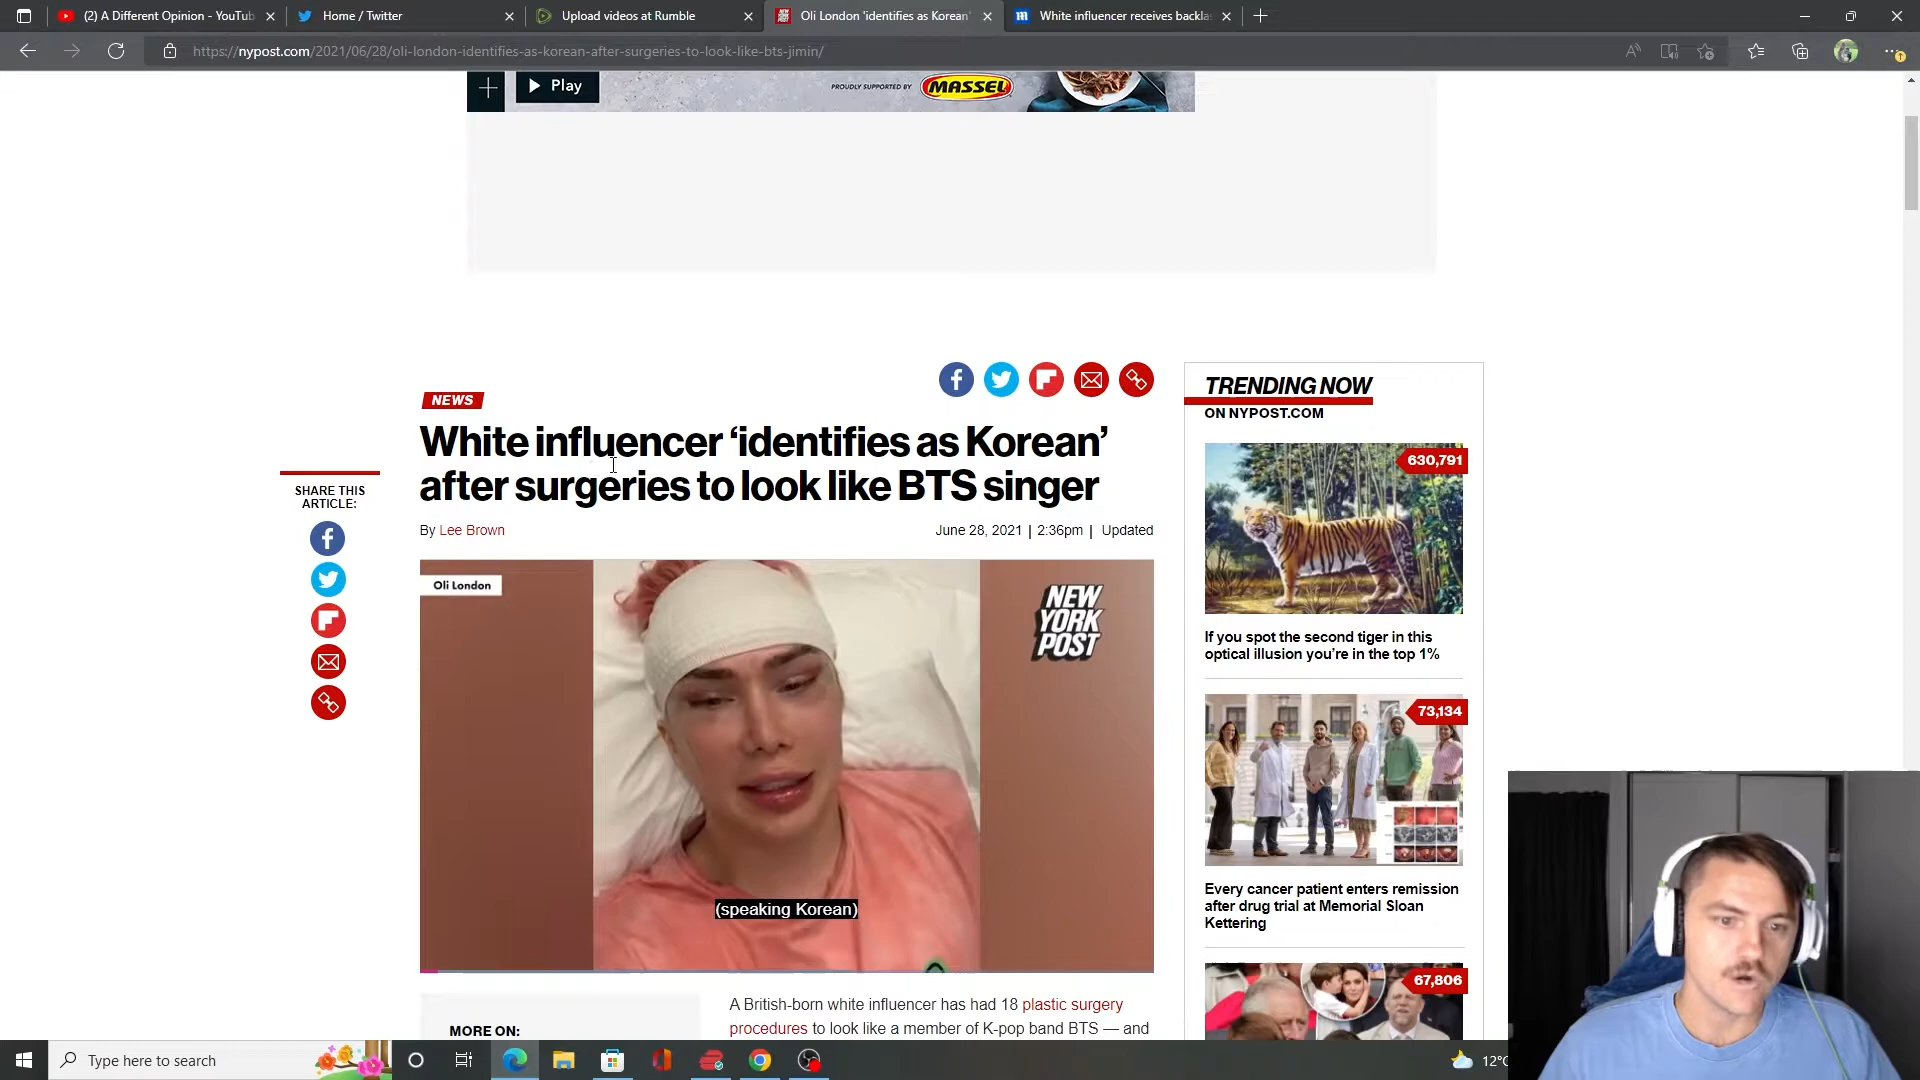 (2) A Different Opinion - YouTub
Home / Twitter
Upload videos at Rumble
Oli London 'identifies as Korean'
White influencer receives backla
https://nypost.com/2021/06/28/oli-london-identifies-as-korean-after-surgeries-to-look-like-bts-jimin/
Play
PROUDLY SUPPORTED BY
MASSEL
NEWS
White influencer ‘identifies as Korean’
after surgeries to look like BTS singer
By Lee Brown
June 28, 2021 | 2:36pm | Updated
SHARE THIS
ARTICLE:
Oli London
NEW
YORK
POST
(speaking Korean)
MORE ON:
A British-born white influencer has had 18 plastic surgery
procedures to look like a member of K-pop band BTS — and
TRENDING NOW
ON NYPOST.COM
630,791
If you spot the second tiger in this
optical illusion you’re in the top 1%
73,134
Every cancer patient enters remission
after drug trial at Memorial Sloan
Kettering
67,806
Type here to search
12°C